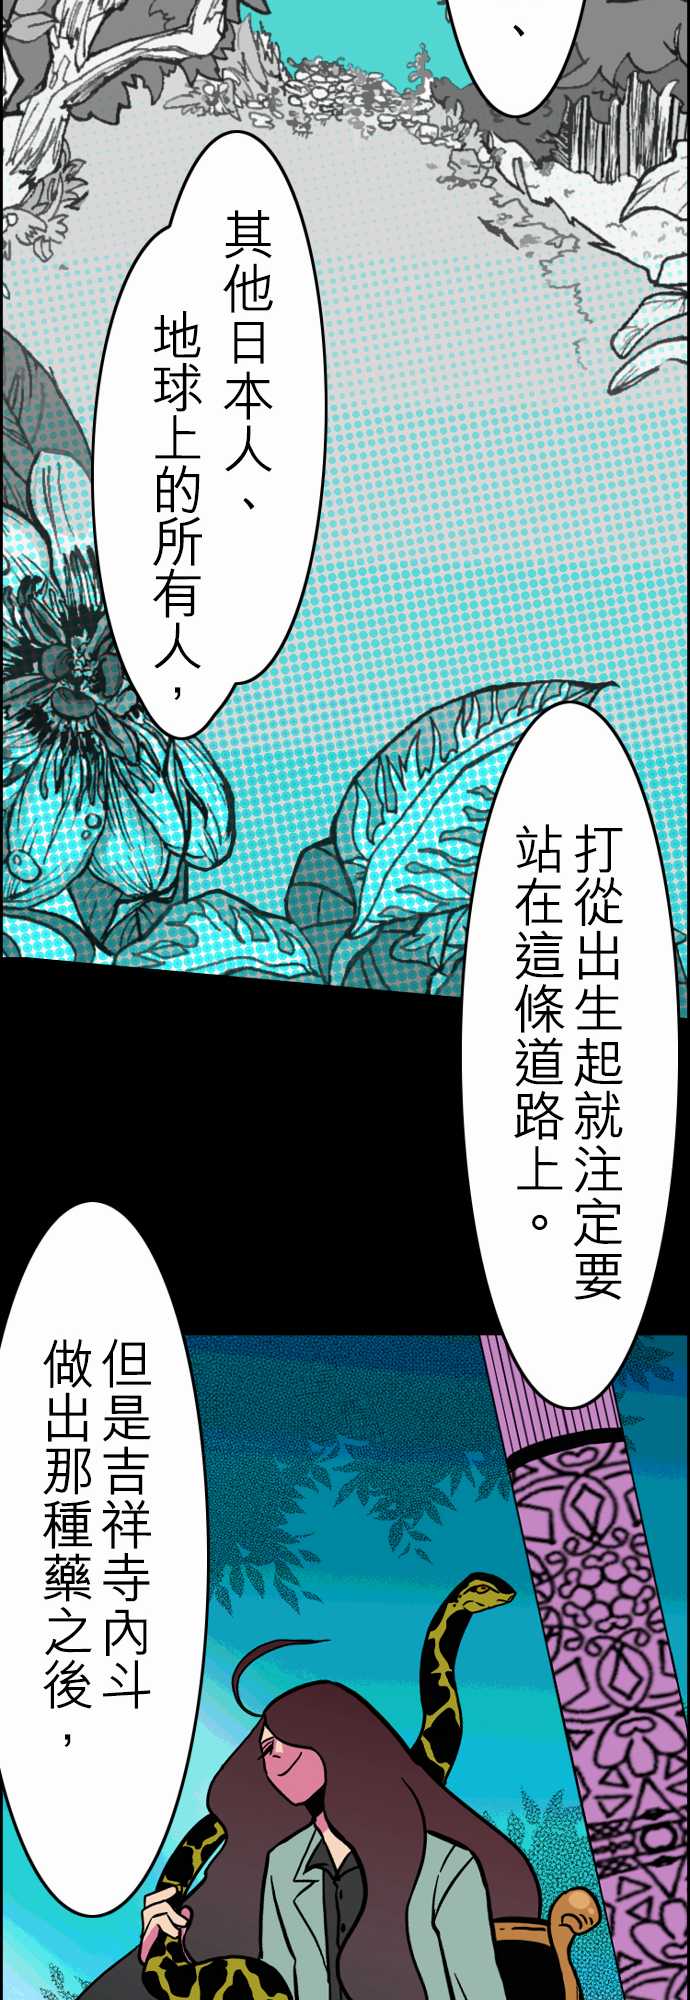 、
其他日本人、
地球上的所有人，
打從出生起就注定要
站在這條道路上。
但是吉祥寺內斗
做出那種藥之後，